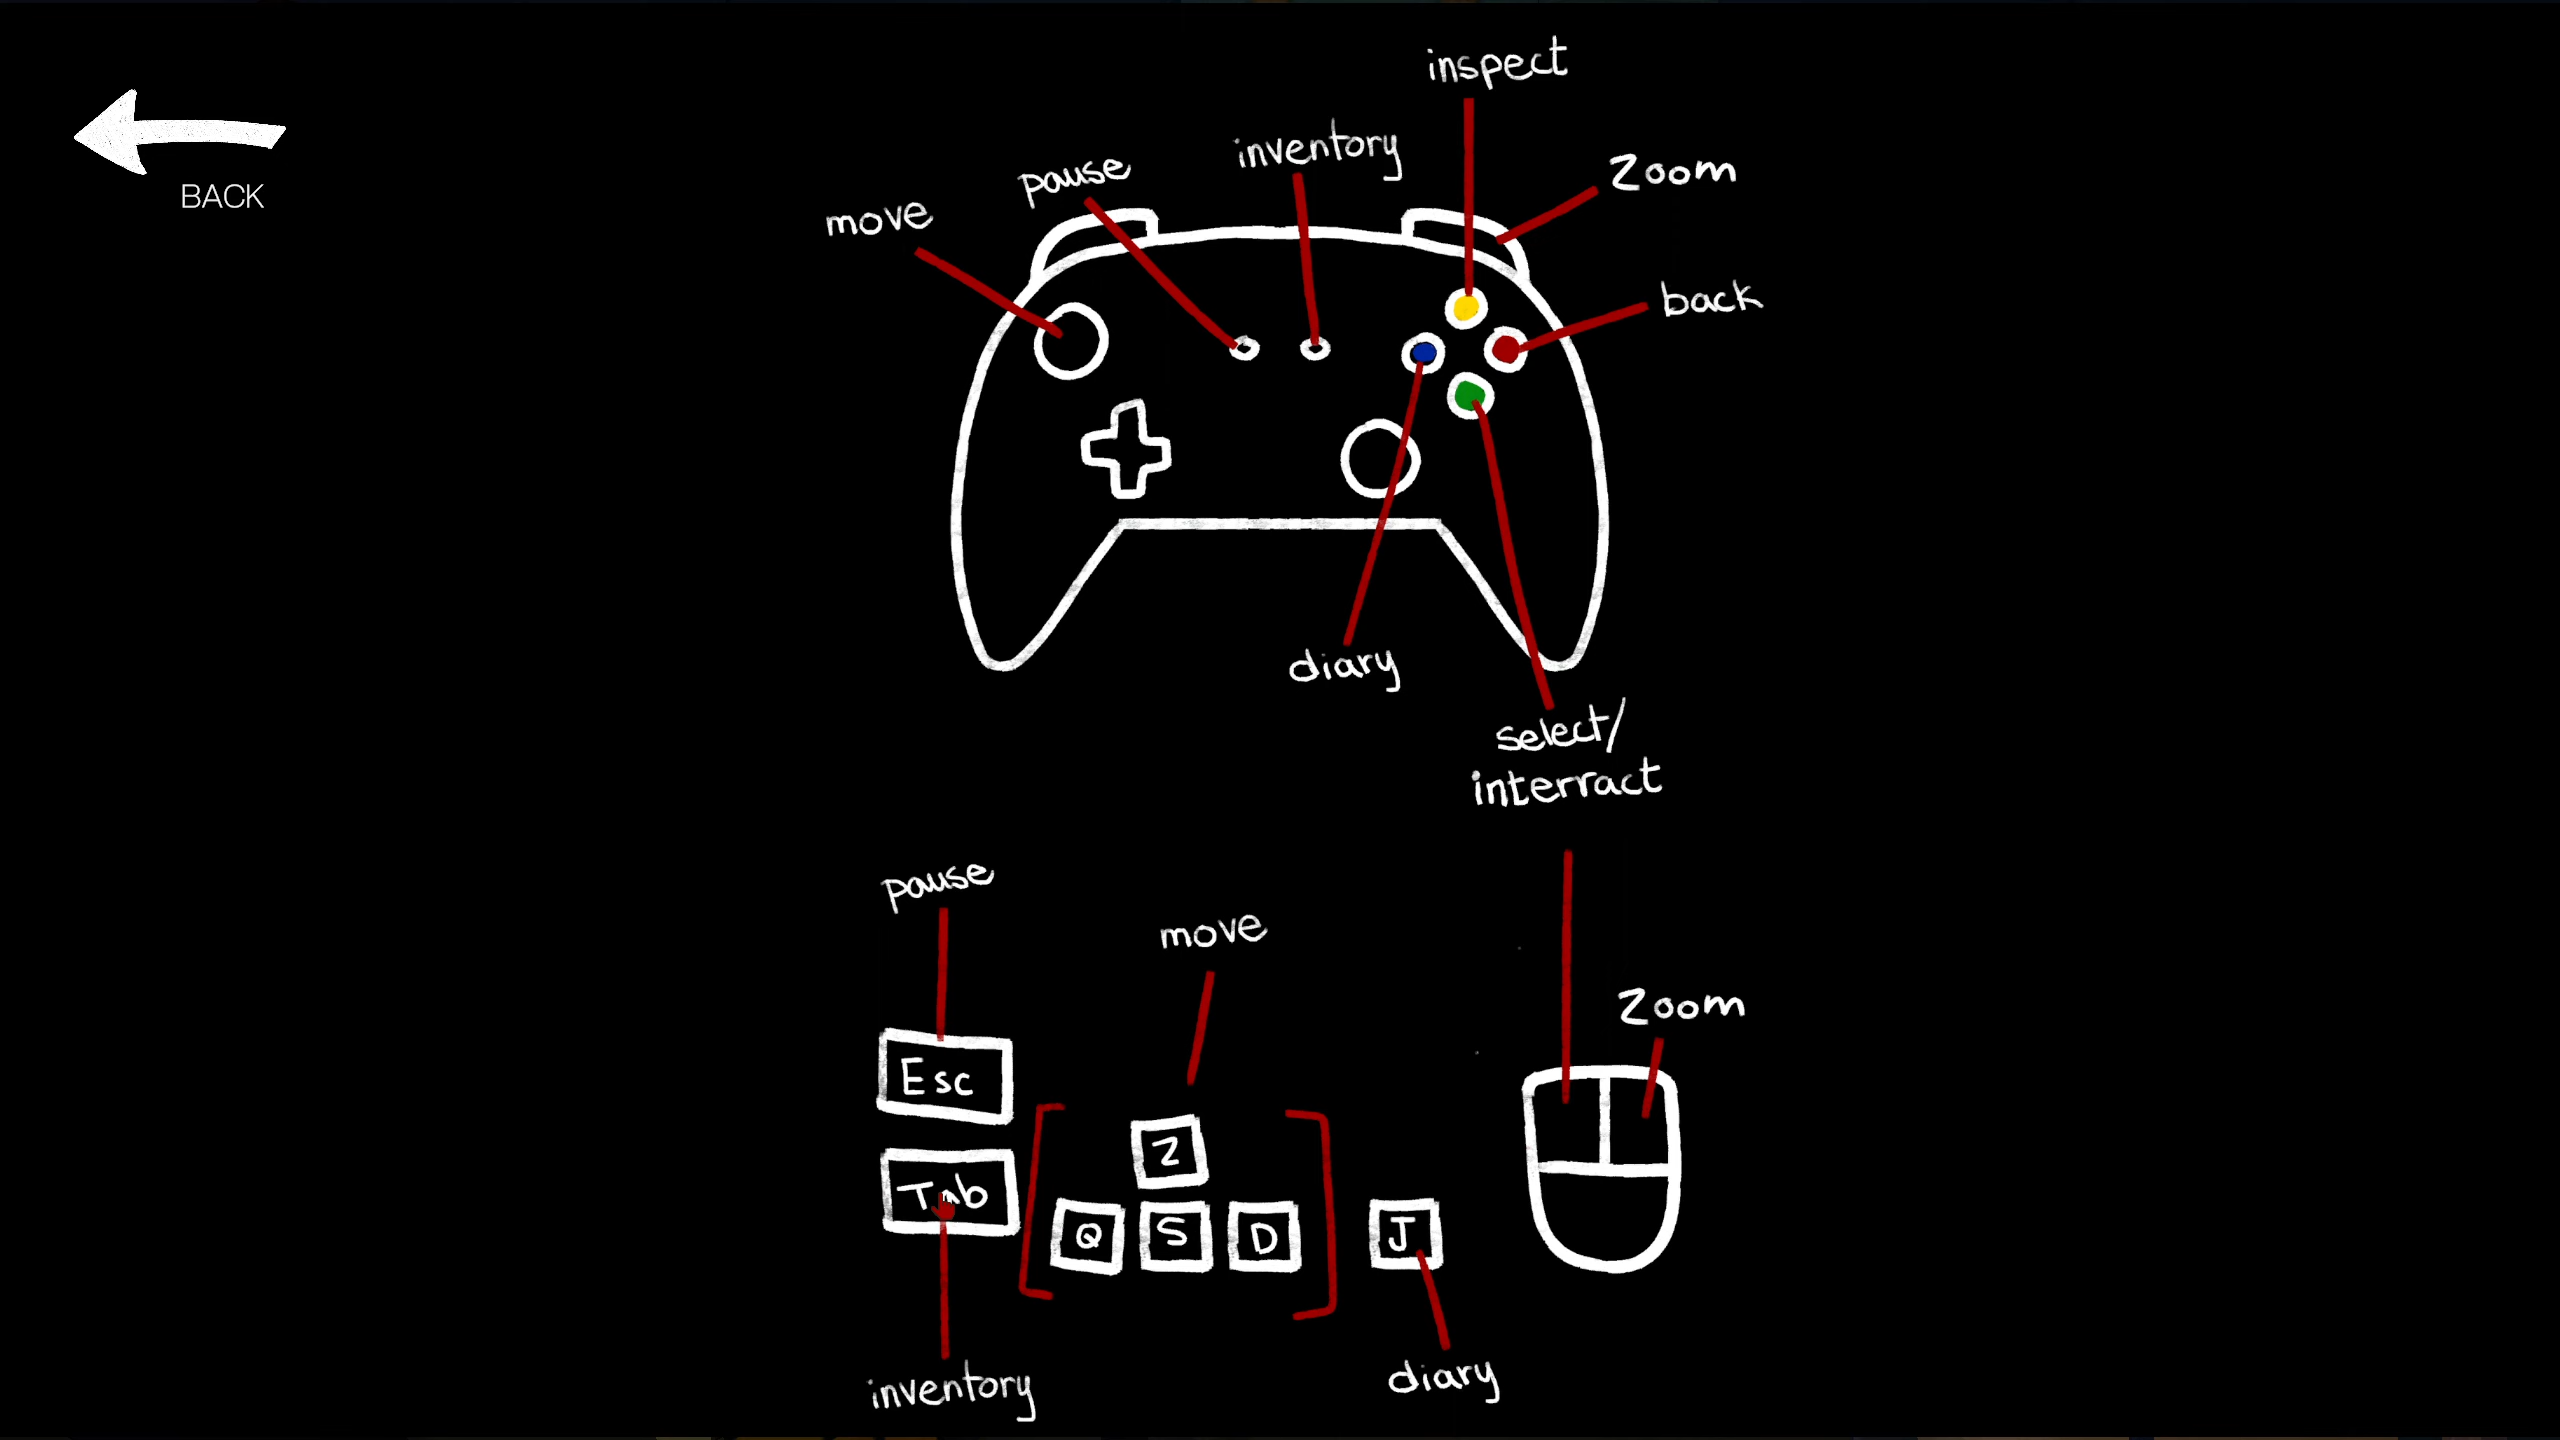 inspect
inventory
zoom
pause
BACK
move
back
diary
select/
interract
pause
move
zoom
Esc
Z
Tab
Q S D
J
diary
inventory